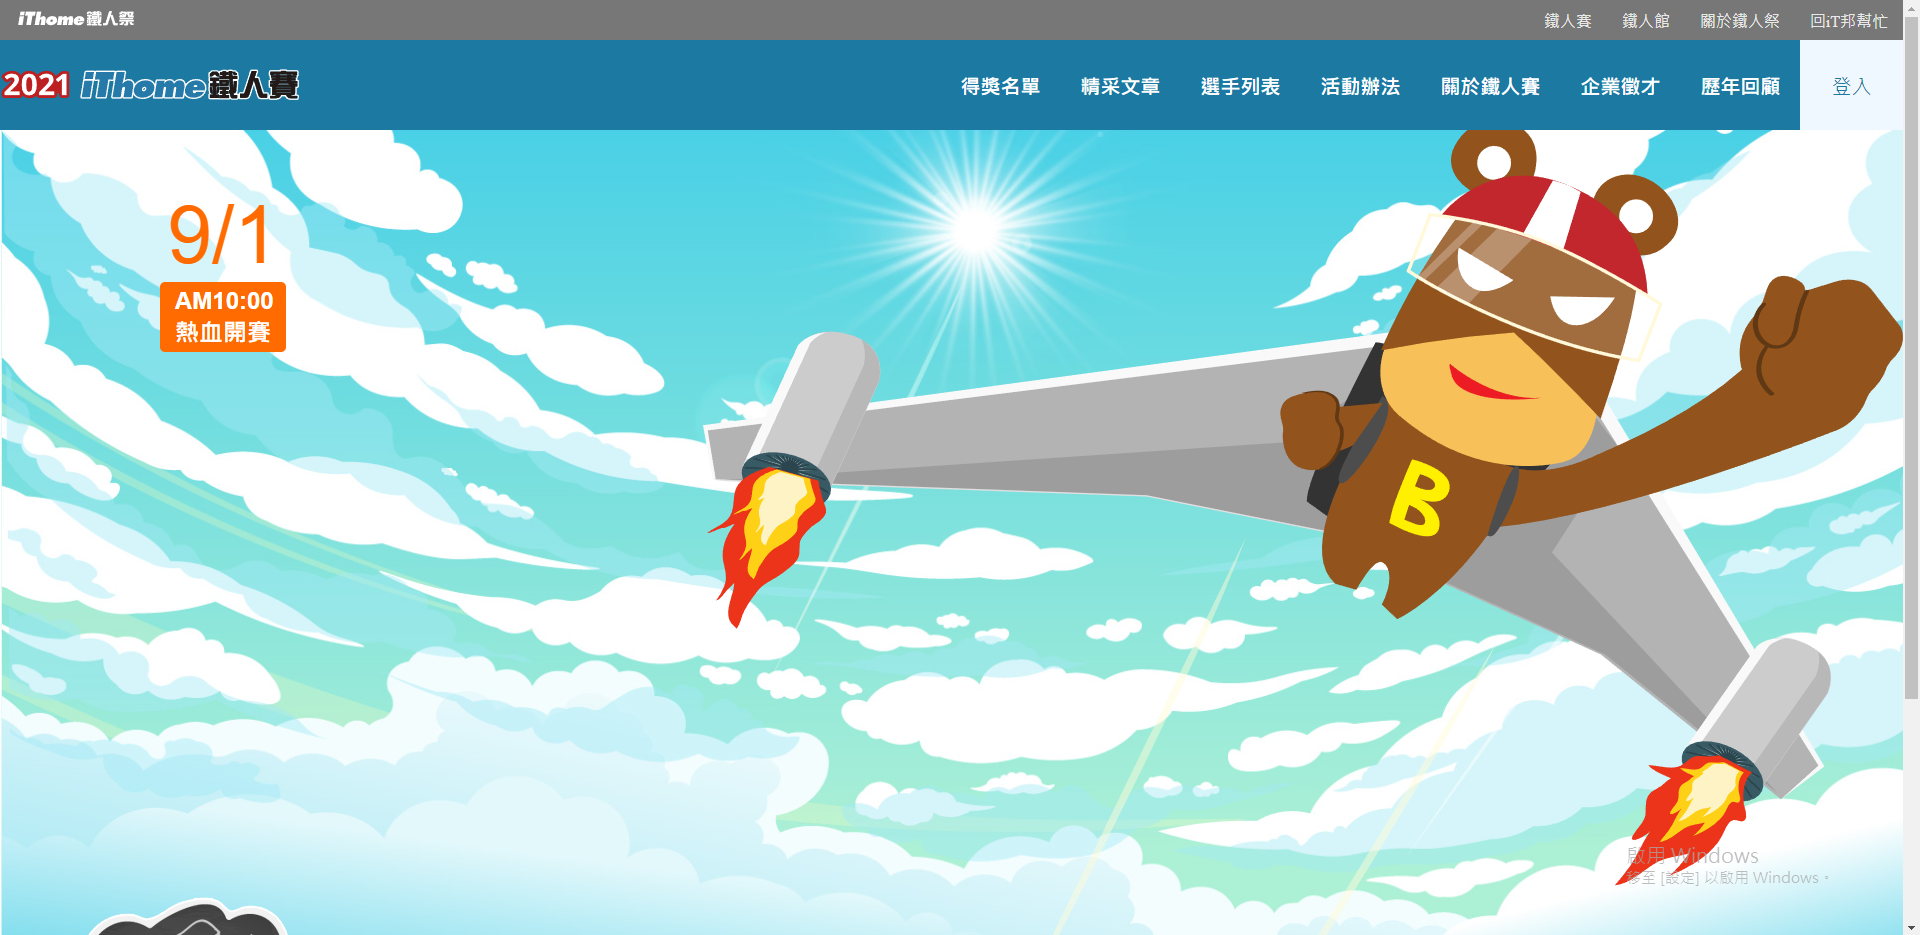 iThome鐵人祭
鐵人賽 鐵人館 關於鐵人祭 回iT邦幫忙
2021 iThome鐵人賽
得獎名單 精采文章 選手列表 活動辦法 關於鐵人賽 企業徵才 歷年回顧 登入
9/1
AM10:00
熱血開賽
B
啟用 Windows
移至 [設定] 以啟用 Windows。